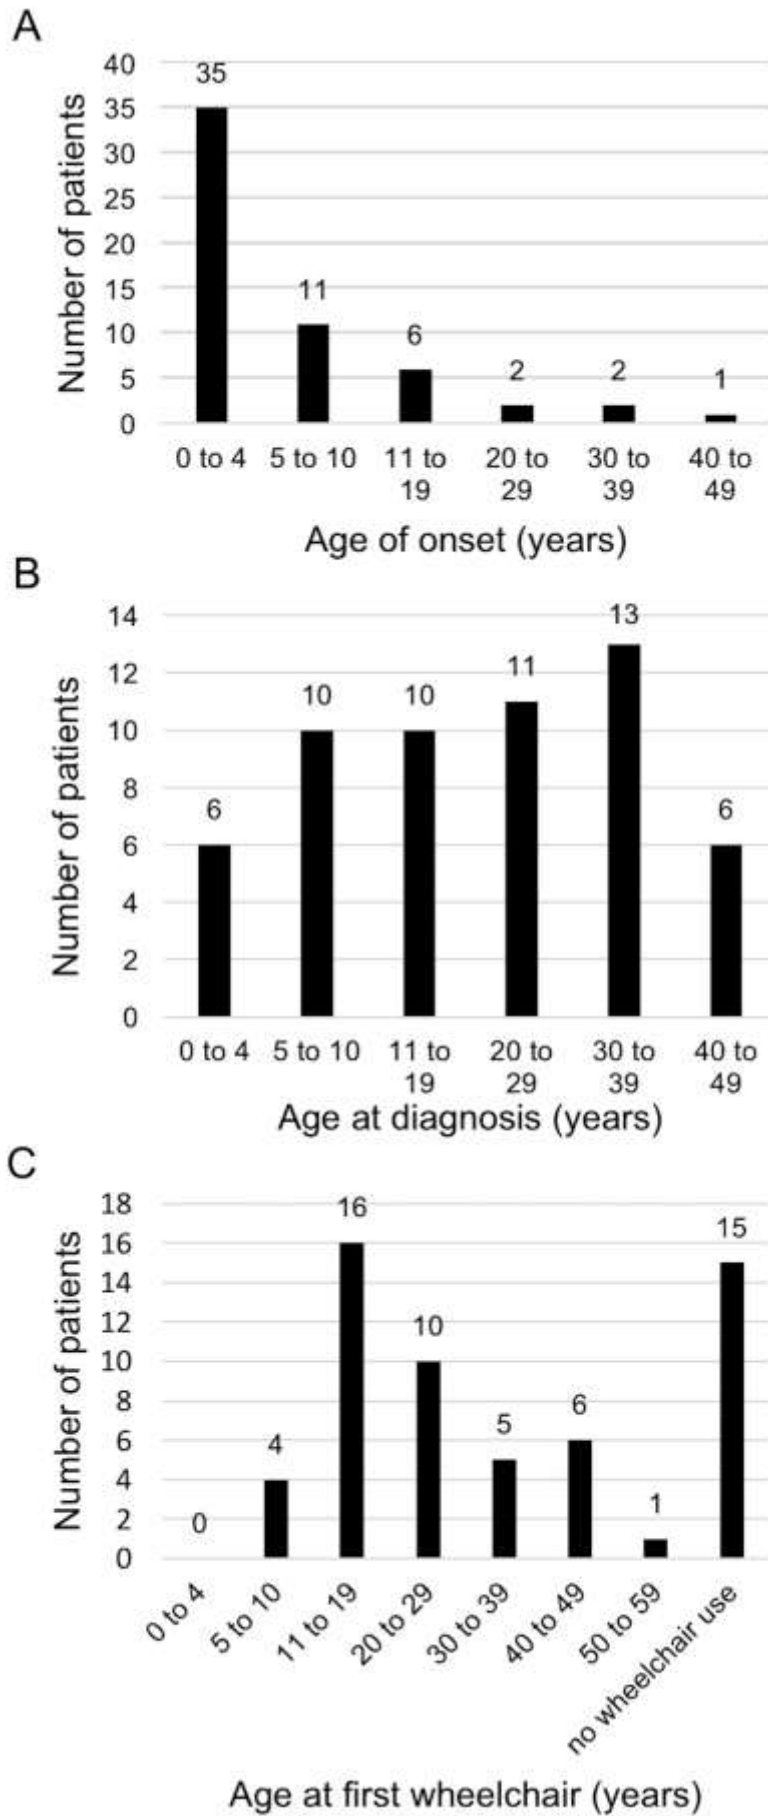 A
Number of patients
40
35
30
25
20
15
10
5
0
35
11
6
2
2
1
0 to 4
5 to 10
11 to
19
20 to
29
30 to
39
40 to
49
Age of onset (years)
B
Number of patients
14
12
10
8
6
4
2
0
6
10
10
11
13
6
0 to 4
5 to 10
11 to
19
20 to
29
30 to
39
40 to
49
Age at diagnosis (years)
C
Number of patients
18
16
14
12
10
8
6
4
2
0
0
4
16
10
5
6
1
15
0 to 4
5 to 10
11 to 19
20 to 29
30 to 39
40 to 49
50 to 59
no wheelchair use
Age at first wheelchair (years)